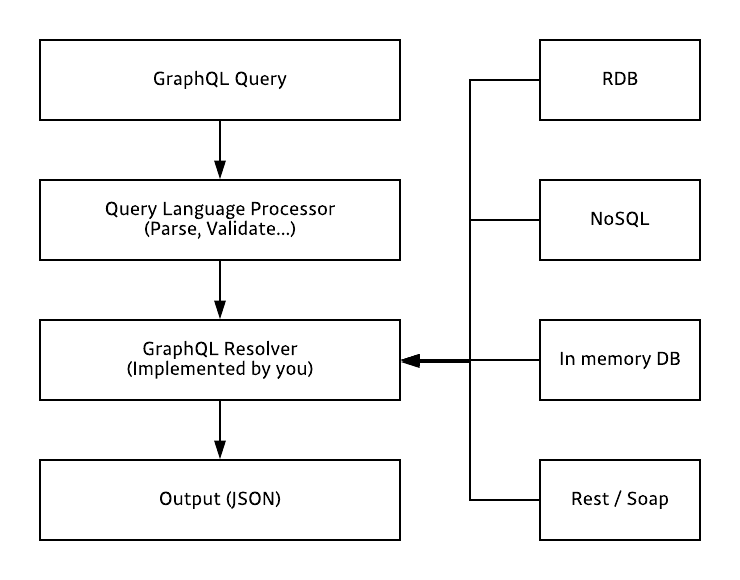 GraphQL Query
Query Language Processor
(Parse, Validate...)
GraphQL Resolver
(Implemented by you)
Output (JSON)
RDB
NoSQL
In memory DB
Rest / Soap